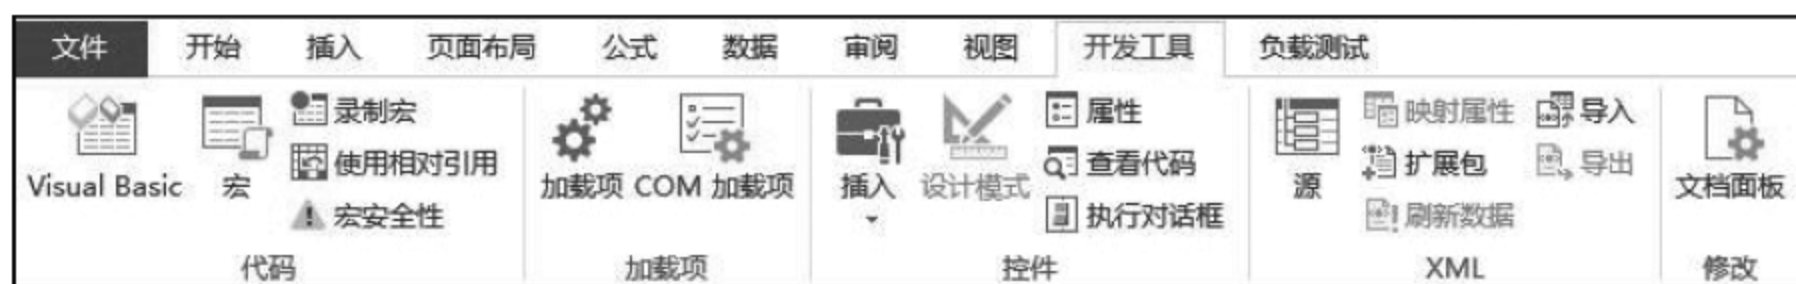 文件 开始 插入 页面布局 公式 数据 审阅 视图 开发工具 负载测试
Visual Basic
宏
录制宏
使用相对引用
宏安全性
代码
加载项
COM 加载项
加载项
插入
设计模式
属性
查看代码
执行对话框
控件
源
映射属性
扩展包
刷新数据
导入
导出
XML
文档面板
修改